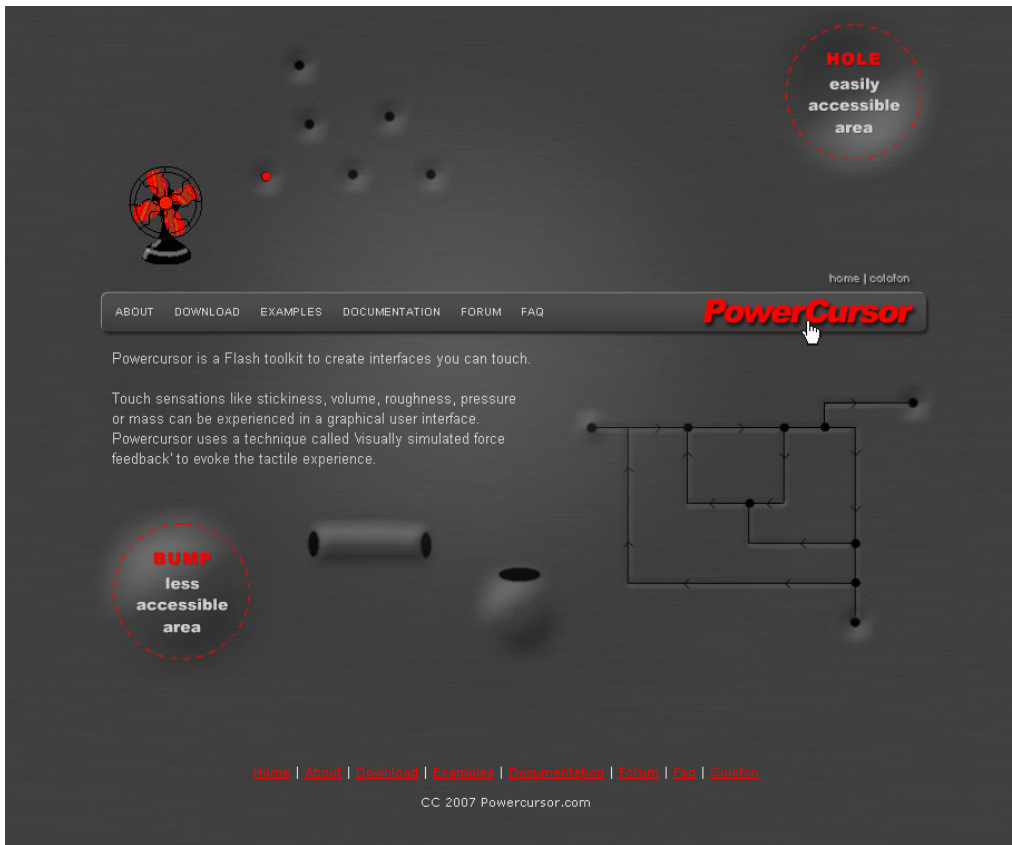 HOLE
easily
accessible
area
home | colofon
ABOUT DOWNLOAD EXAMPLES DOCUMENTATION FORUM FAQ PowerCursor
Powercursor is a Flash toolkit to create interfaces you can touch.
Touch sensations like stickiness, volume, roughness, pressure
or mass can be experienced in a graphical user interface.
Powercursor uses a technique called 'visually simulated force
feedback' to evoke the tactile experience.
BUMP
less
accessible
area
Home | About | Download | Examples | Documentation | Forum | Faq | Colofon
CC 2007 Powercursor.com